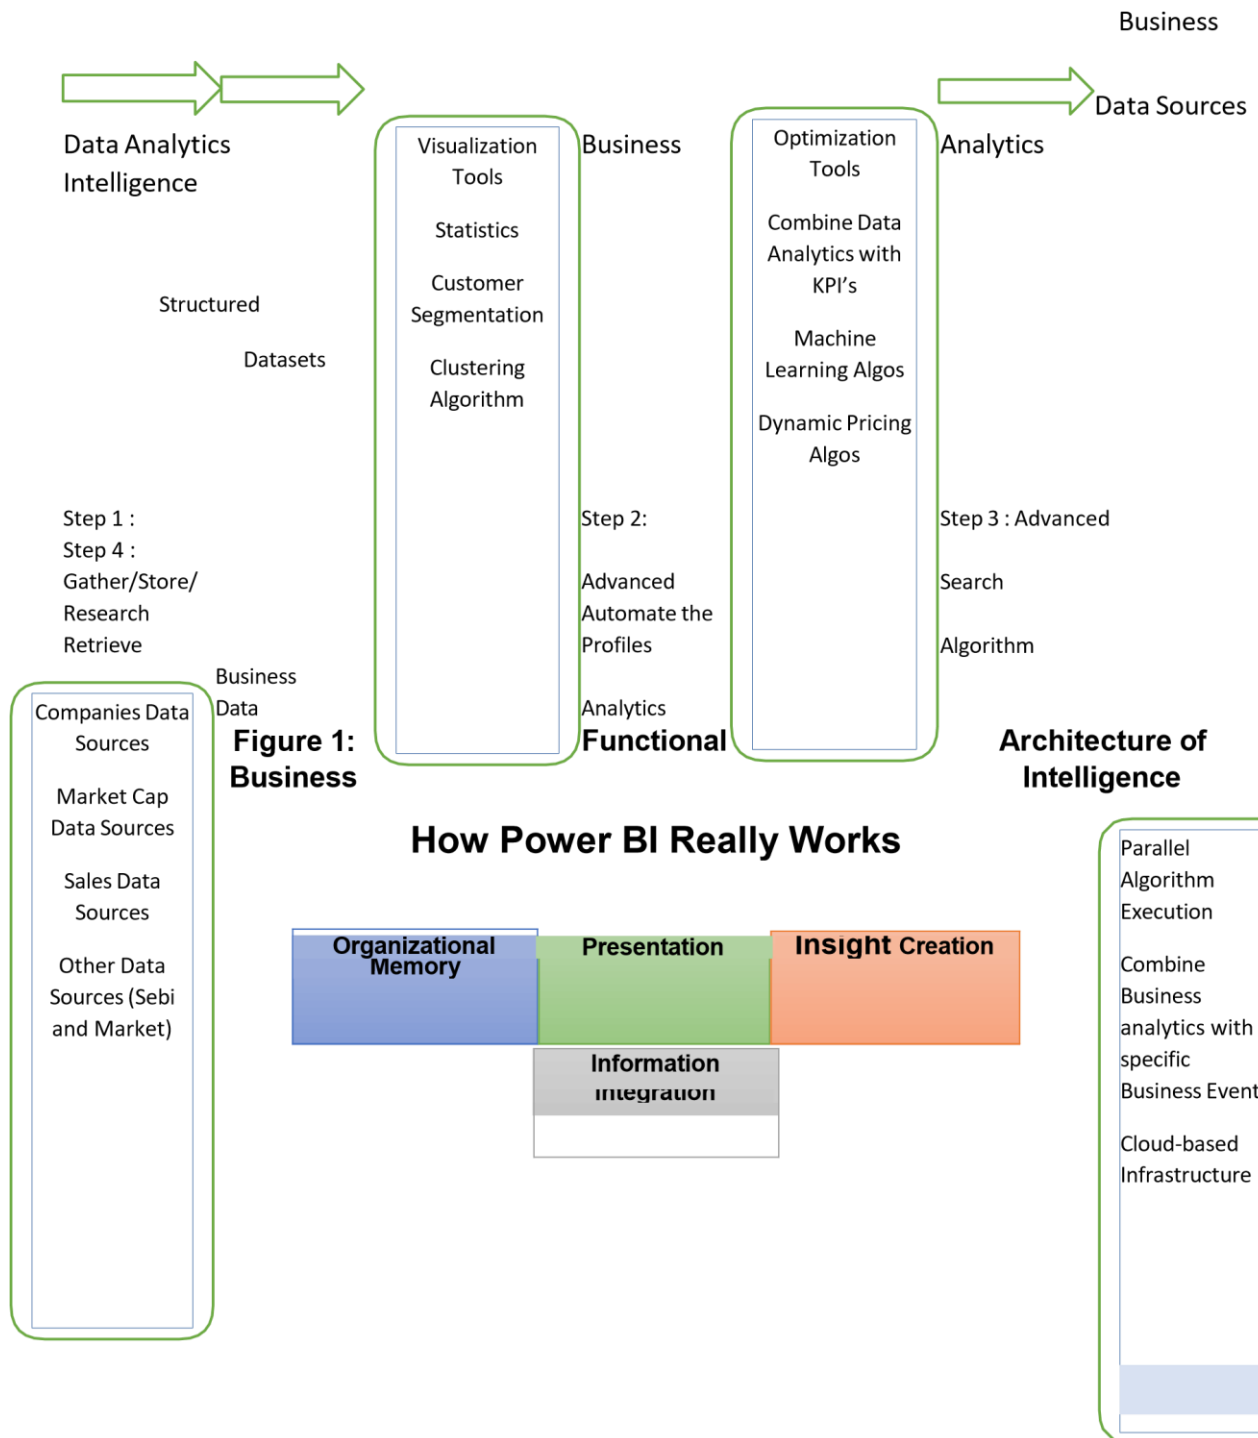 Business
Data Sources
Data Analytics
Intelligence
Visualization
Tools
Statistics
Customer
Segmentation
Clustering
Algorithm
Business
Optimization
Tools
Combine Data
Analytics with
KPI’s
Machine
Learning Algos
Dynamic Pricing
Algos
Analytics
Structured
Datasets
Step 1 :
Step 4 :
Gather/Store/
Research
Retrieve
Business
Data
Step 2:
Advanced
Automate the
Profiles
Analytics
Step 3 : Advanced
Search
Algorithm
Figure 1:
Business
Functional
Architecture of
Intelligence
Companies Data
Sources
Market Cap
Data Sources
Sales Data
Sources
Other Data
Sources (Sebi
and Market)
How Power BI Really Works
Organizational
Memory
Presentation
Insight Creation
Information
Integration
Parallel
Algorithm
Execution
Combine
Business
analytics with
specific
Business Event
Cloud-based
Infrastructure